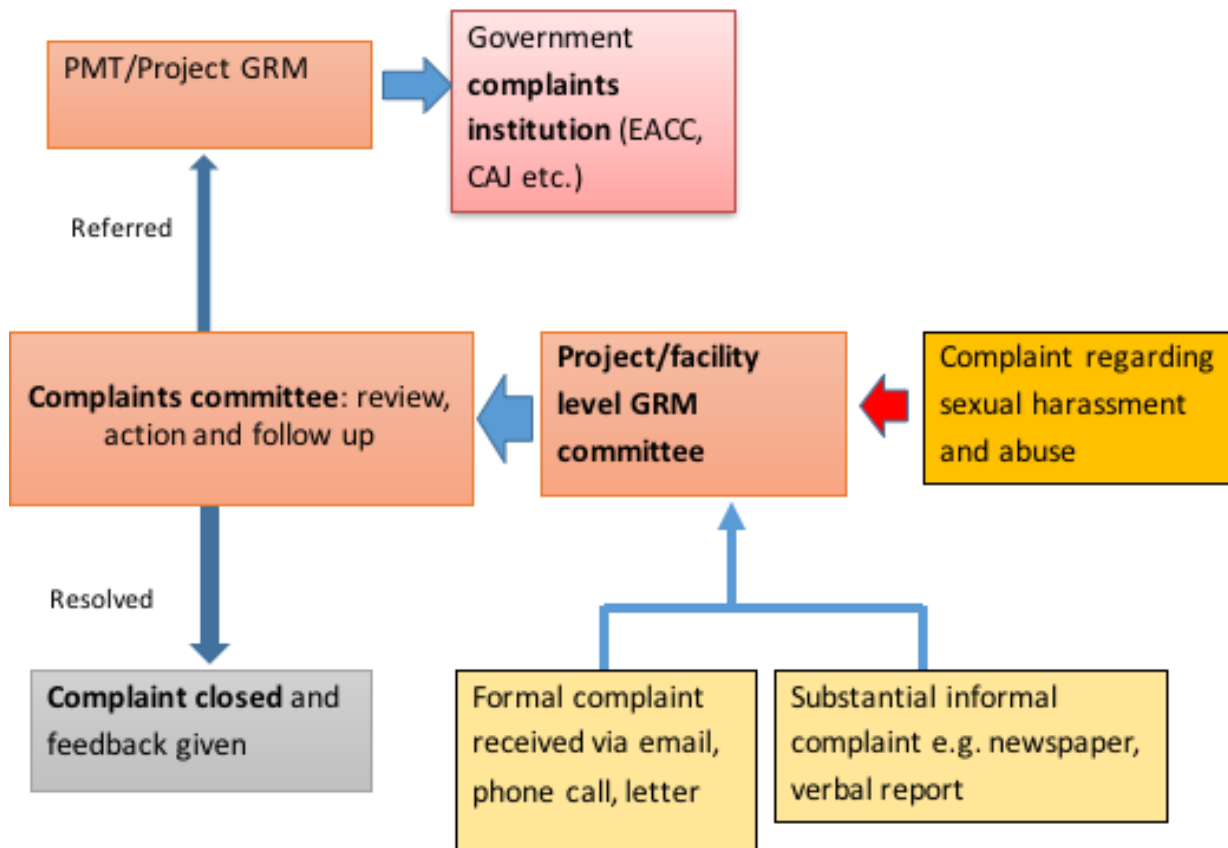 PMT/Project GRM
Government
complaints
institution (EACC,
CAJ etc.)
Referred
Complaints committee: review,
action and follow up
Project/facility
level GRM
committee
Complaint regarding
sexual harassment
and abuse
Resolved
Complaint closed and
feedback given
Formal complaint
received via email,
phone call, letter
Substantial informal
complaint e.g. newspaper,
verbal report